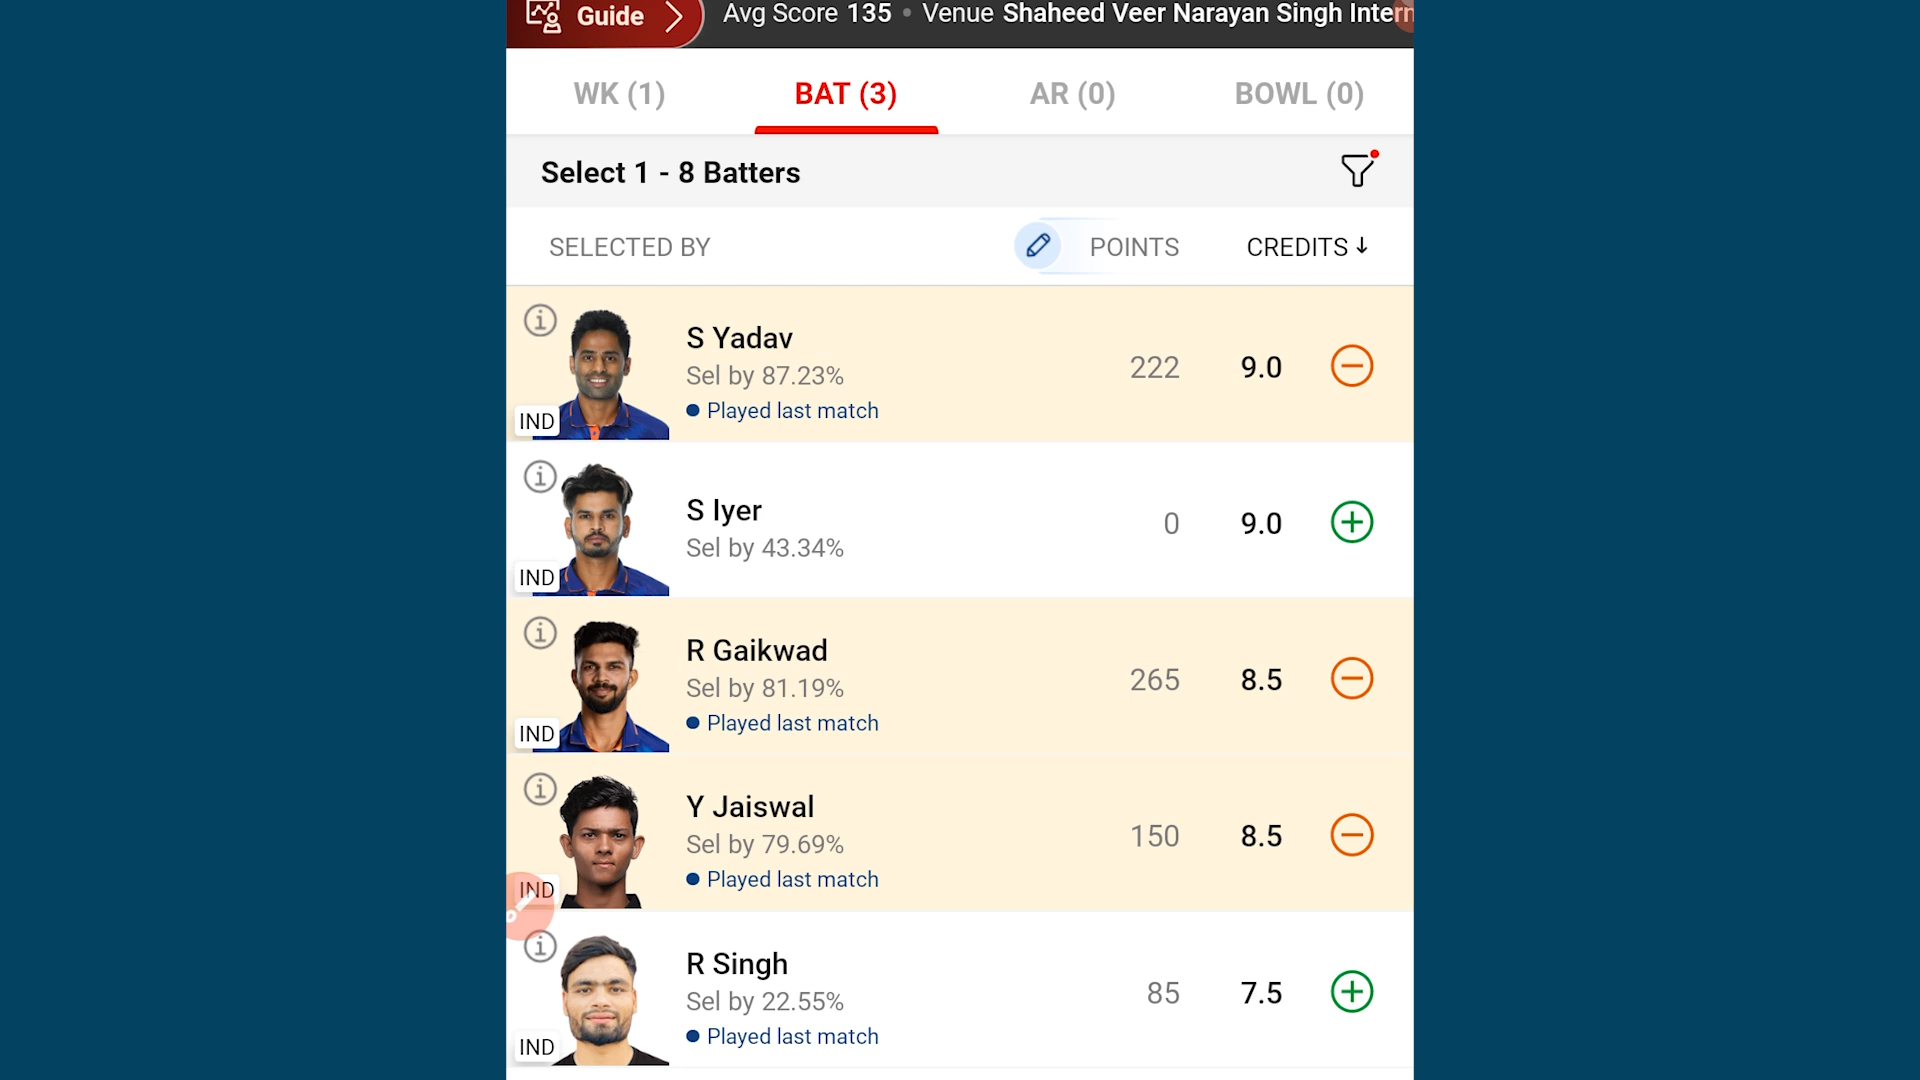 Guide
Avg Score 135 • Venue Shaheed Veer Narayan Singh Intern
WK (1) BAT (3) AR (0) BOWL (0)
Select 1 - 8 Batters
SELECTED BY POINTS CREDITS ↓
S Yadav
Sel by 87.23%
222 9.0
Played last match
IND
S Iyer
Sel by 43.34%
0 9.0
IND
R Gaikwad
Sel by 81.19%
265 8.5
Played last match
IND
Y Jaiswal
Sel by 79.69%
150 8.5
Played last match
IND
R Singh
Sel by 22.55%
85 7.5
Played last match
IND